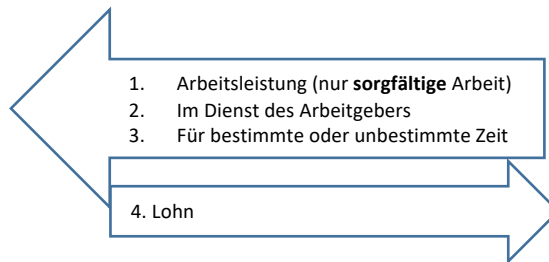 1. Arbeitsleistung (nur sorgfältige Arbeit)
2. Im Dienst des Arbeitgebers
3. Für bestimmte oder unbestimmte Zeit
4. Lohn